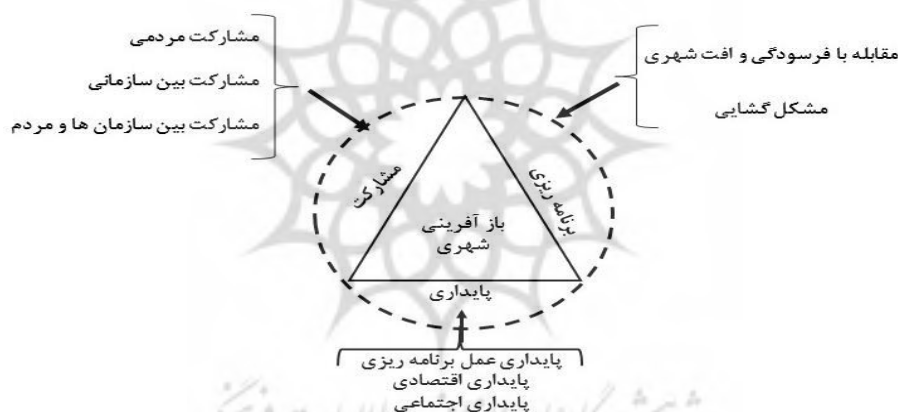 مشارکت مردمی
مشارکت بین سازمانی
مشارکت بین سازمان ها و مردم
مقابله با فرسودگی و افت شهری
مشکل گشایی
مشارکت
برنامه ریزی
باز آفرینی
شهری
پایداری
پایداری عمل برنامه ریزی
پایداری اقتصادی
پایداری اجتماعی